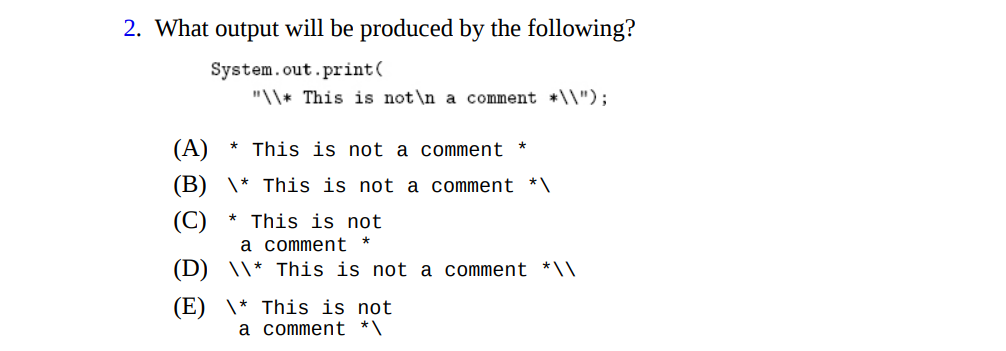 2. What output will be produced by the following?
System.out.print(
"\\* This is not\n a comment *\\");
(A) * This is not a comment *
(B) \* This is not a comment *\
(C) * This is not
a comment *
(D) \\* This is not a comment *\\
(E) \* This is not
a comment *\